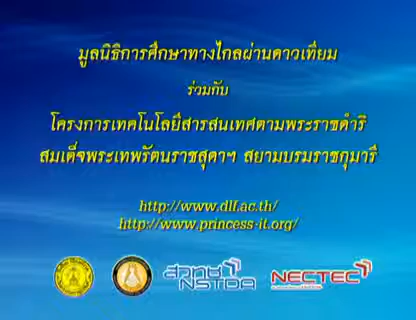 มูลนิธิการศึกษาทางไกลผ่านดาวเทียม
ร่วมกับ
โครงการเทคโนโลยีสารสนเทศตามพระราชดำริ
สมเด็จพระเทพรัตนราชสุดาฯ สยามบรมราชกุมารี
http://www.dlf.ac.th/
http://www.princess-it.org/
สวทช NECTEC
NSTDA